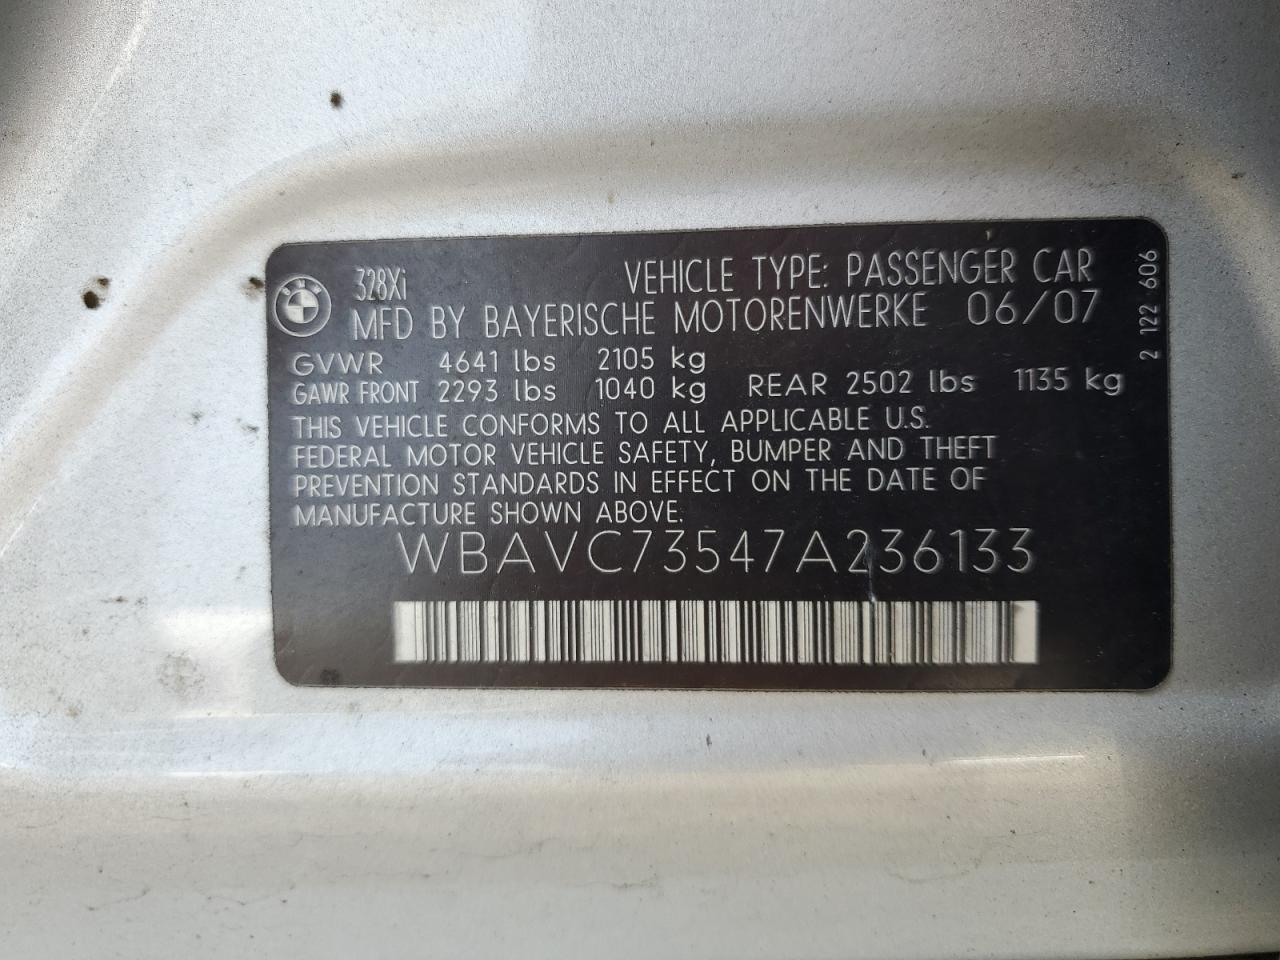 BMW
328Xi
VEHICLE TYPE: PASSENGER CAR
MFD BY BAYERISCHE MOTORENWERKE 06/07
GVWR 4641 lbs 2105 kg
GAWR FRONT 2293 lbs 1040 kg REAR 2502 lbs 1135 kg
THIS VEHICLE CONFORMS TO ALL APPLICABLE U.S.
FEDERAL MOTOR VEHICLE SAFETY, BUMPER AND THEFT
PREVENTION STANDARDS IN EFFECT ON THE DATE OF
MANUFACTURE SHOWN ABOVE.
WBAVC73547A236133
2 122 606